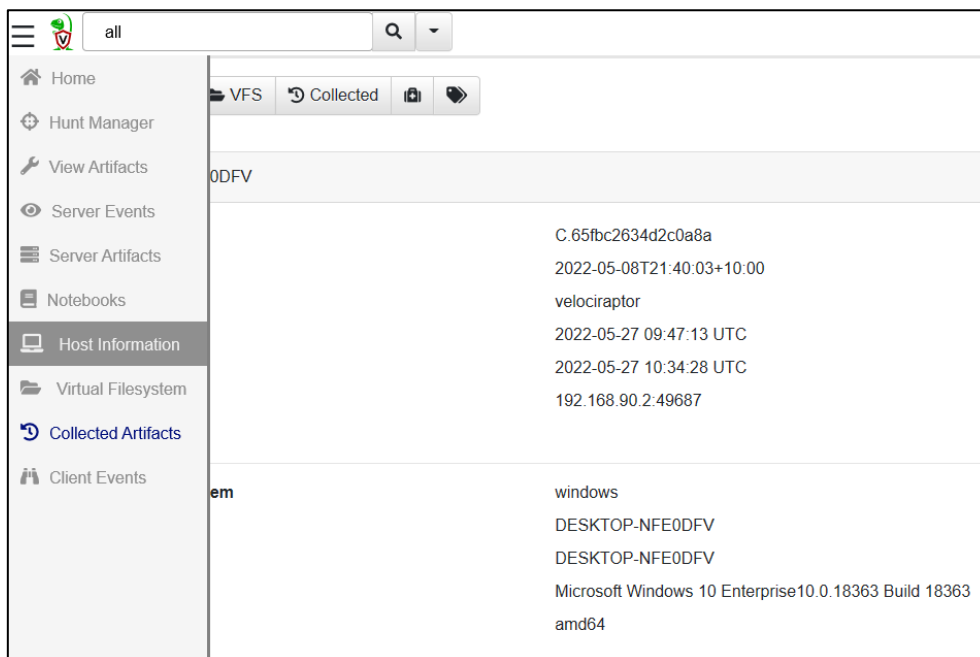 V
all
Home
VFS Collected
Hunt Manager
View Artifacts
0DFV
Server Events
C.65fbc2634d2c0a8a
Server Artifacts
2022-05-08T21:40:03+10:00
Notebooks
velociraptor
2022-05-27 09:47:13 UTC
Host Information
2022-05-27 10:34:28 UTC
Virtual Filesystem
192.168.90.2:49687
Collected Artifacts
Client Events
em windows
DESKTOP-NFE0DFV
DESKTOP-NFE0DFV
Microsoft Windows 10 Enterprise10.0.18363 Build 18363
amd64